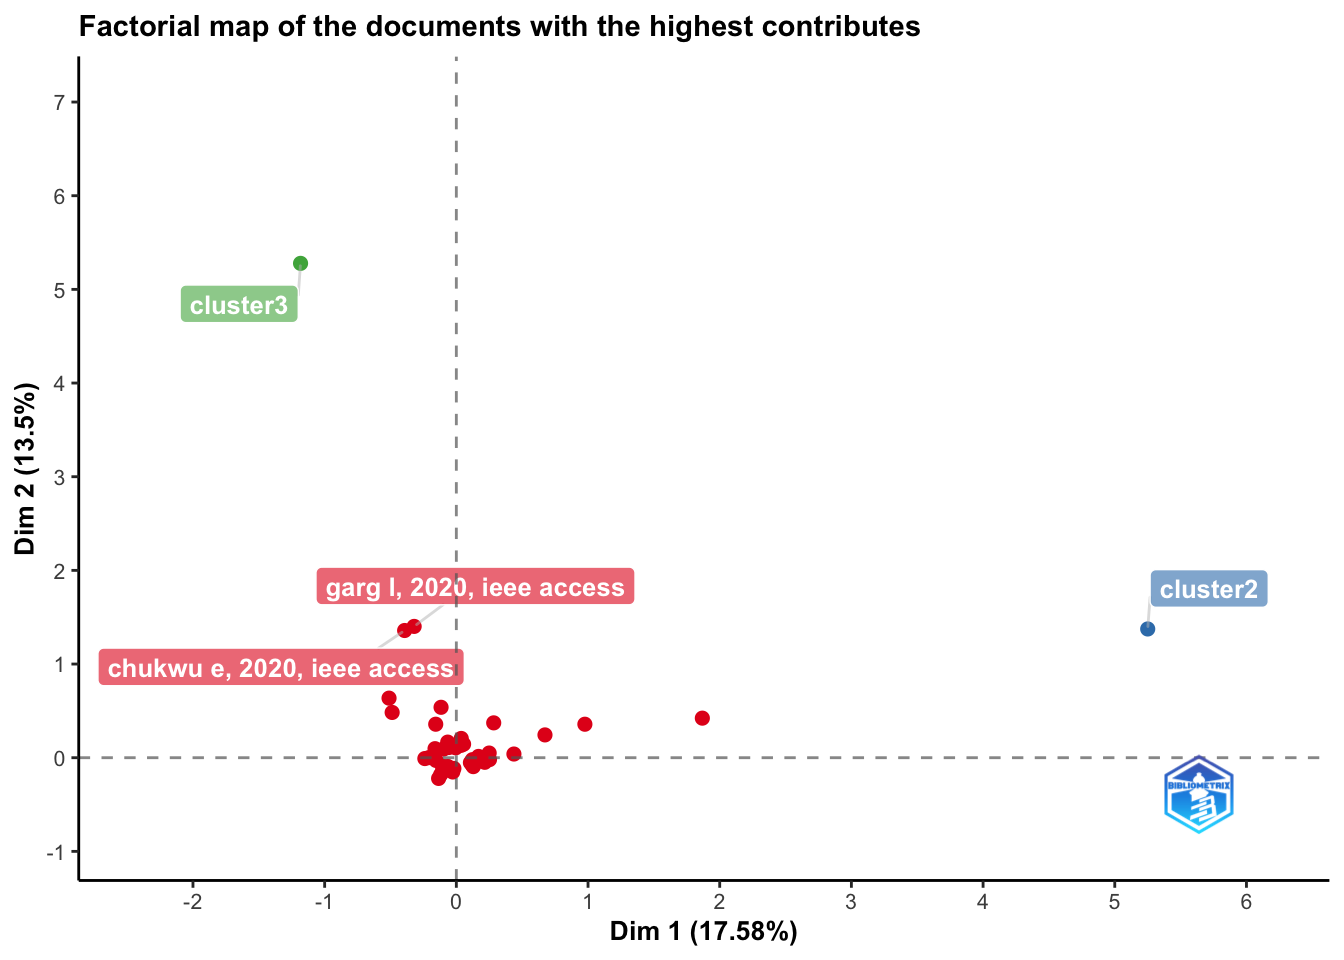 Factorial map of the documents with the highest contributes
7
6
5
4
3
2
1
0
-1
Dim 2 (13.5%)
cluster3
garg l, 2020, ieee access
cluster2
chukwu e, 2020, ieee access
BIBLIOMETRIX
-2
-1
0
1
2
3
4
5
6
Dim 1 (17.58%)